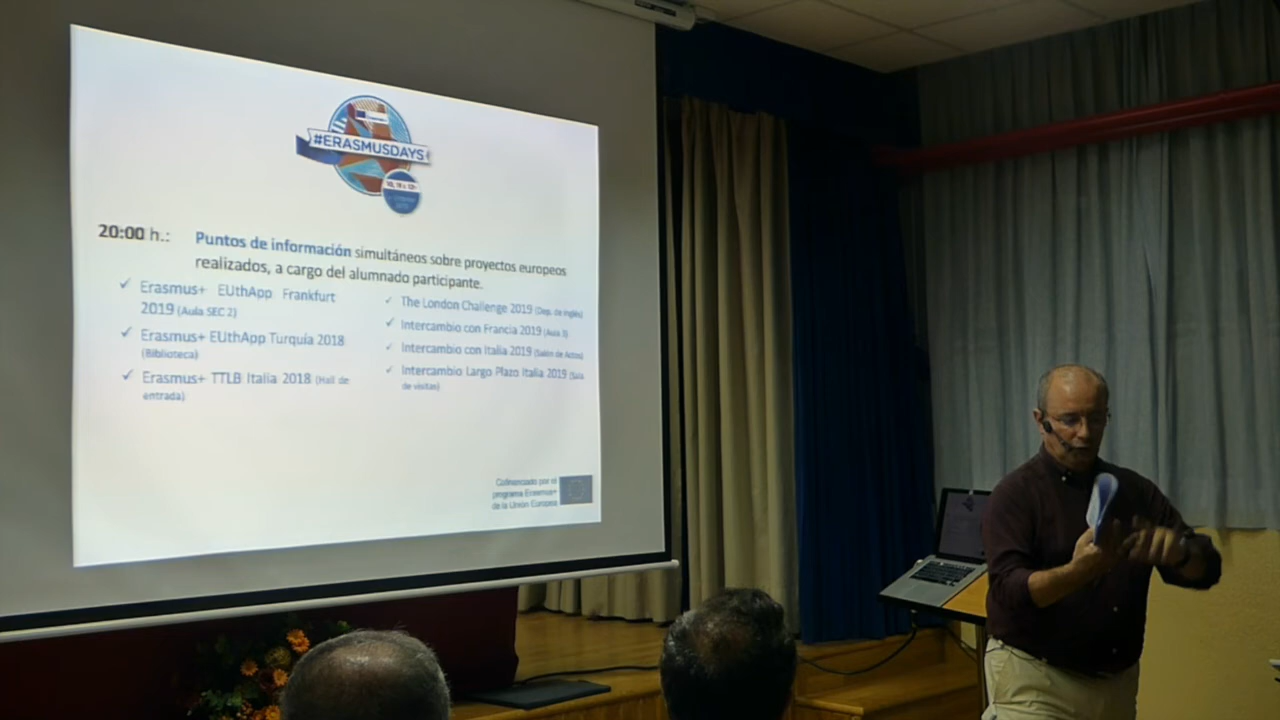 #ERASMUSDAYS
20:00 h.: Puntos de información simultáneos sobre proyectos europeos
realizados, a cargo del alumnado participante.
✓ Erasmus+ EUthApp Frankfurt
2019 (Aula SEC 2)
✓ Erasmus+ EUthApp Turquía 2018
(Biblioteca)
✓ Erasmus+ TTLB Italia 2018 (Hall de
entrada)
✓ The London Challenge 2019 (Dep. de Inglés)
✓ Intercambio con Francia 2019 (Aula 3)
✓ Intercambio con Italia 2019 (Salón de Actos)
✓ Intercambio Largo Plazo Italia 2019 (Sala
de visitas)
Cofinanciado por el
programa Erasmus+
de la Unión Europea